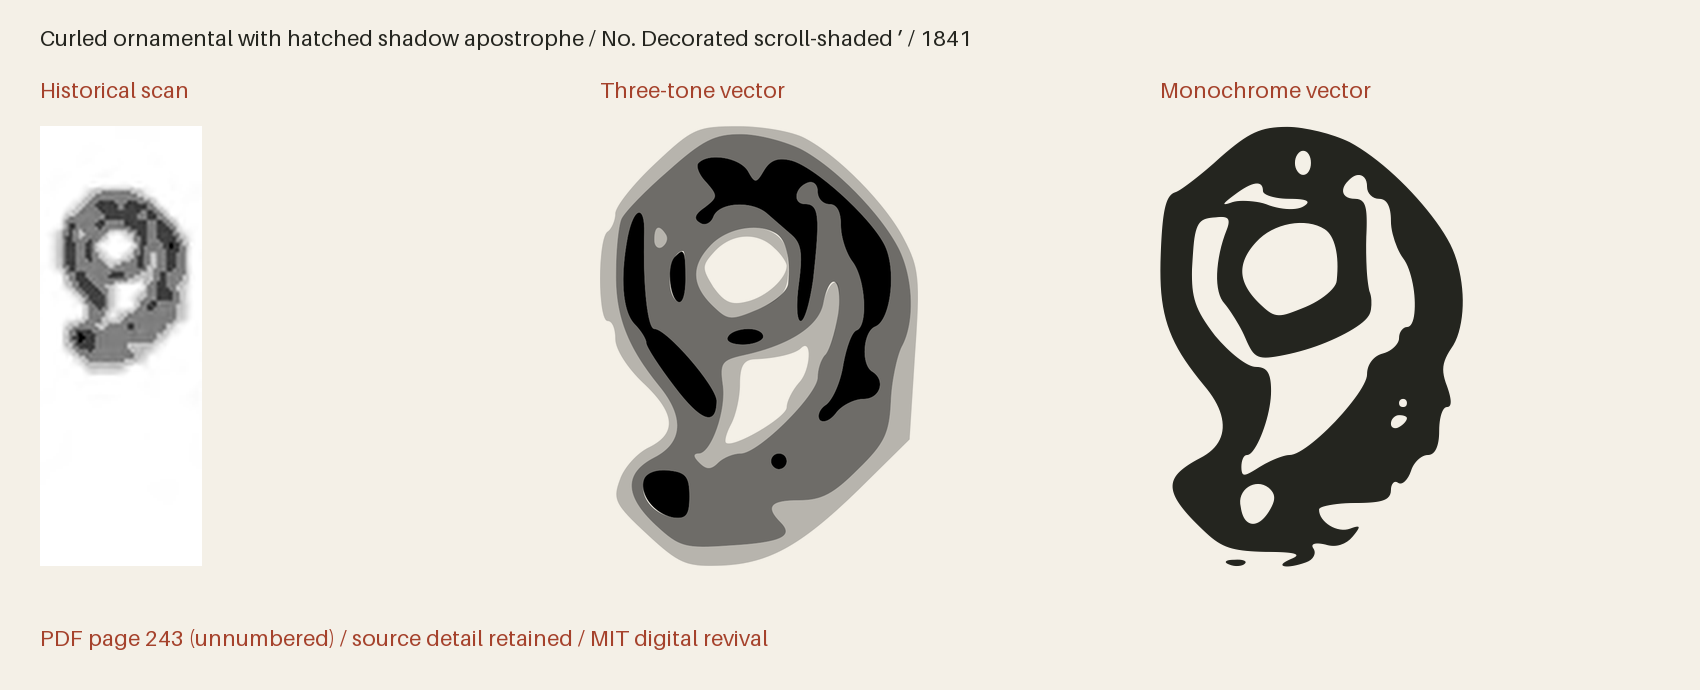 Curled ornamental with hatched shadow apostrophe / No. Decorated scroll-shaded ’ / 1841
Historical scan
Three-tone vector
Monochrome vector
PDF page 243 (unnumbered) / source detail retained / MIT digital revival